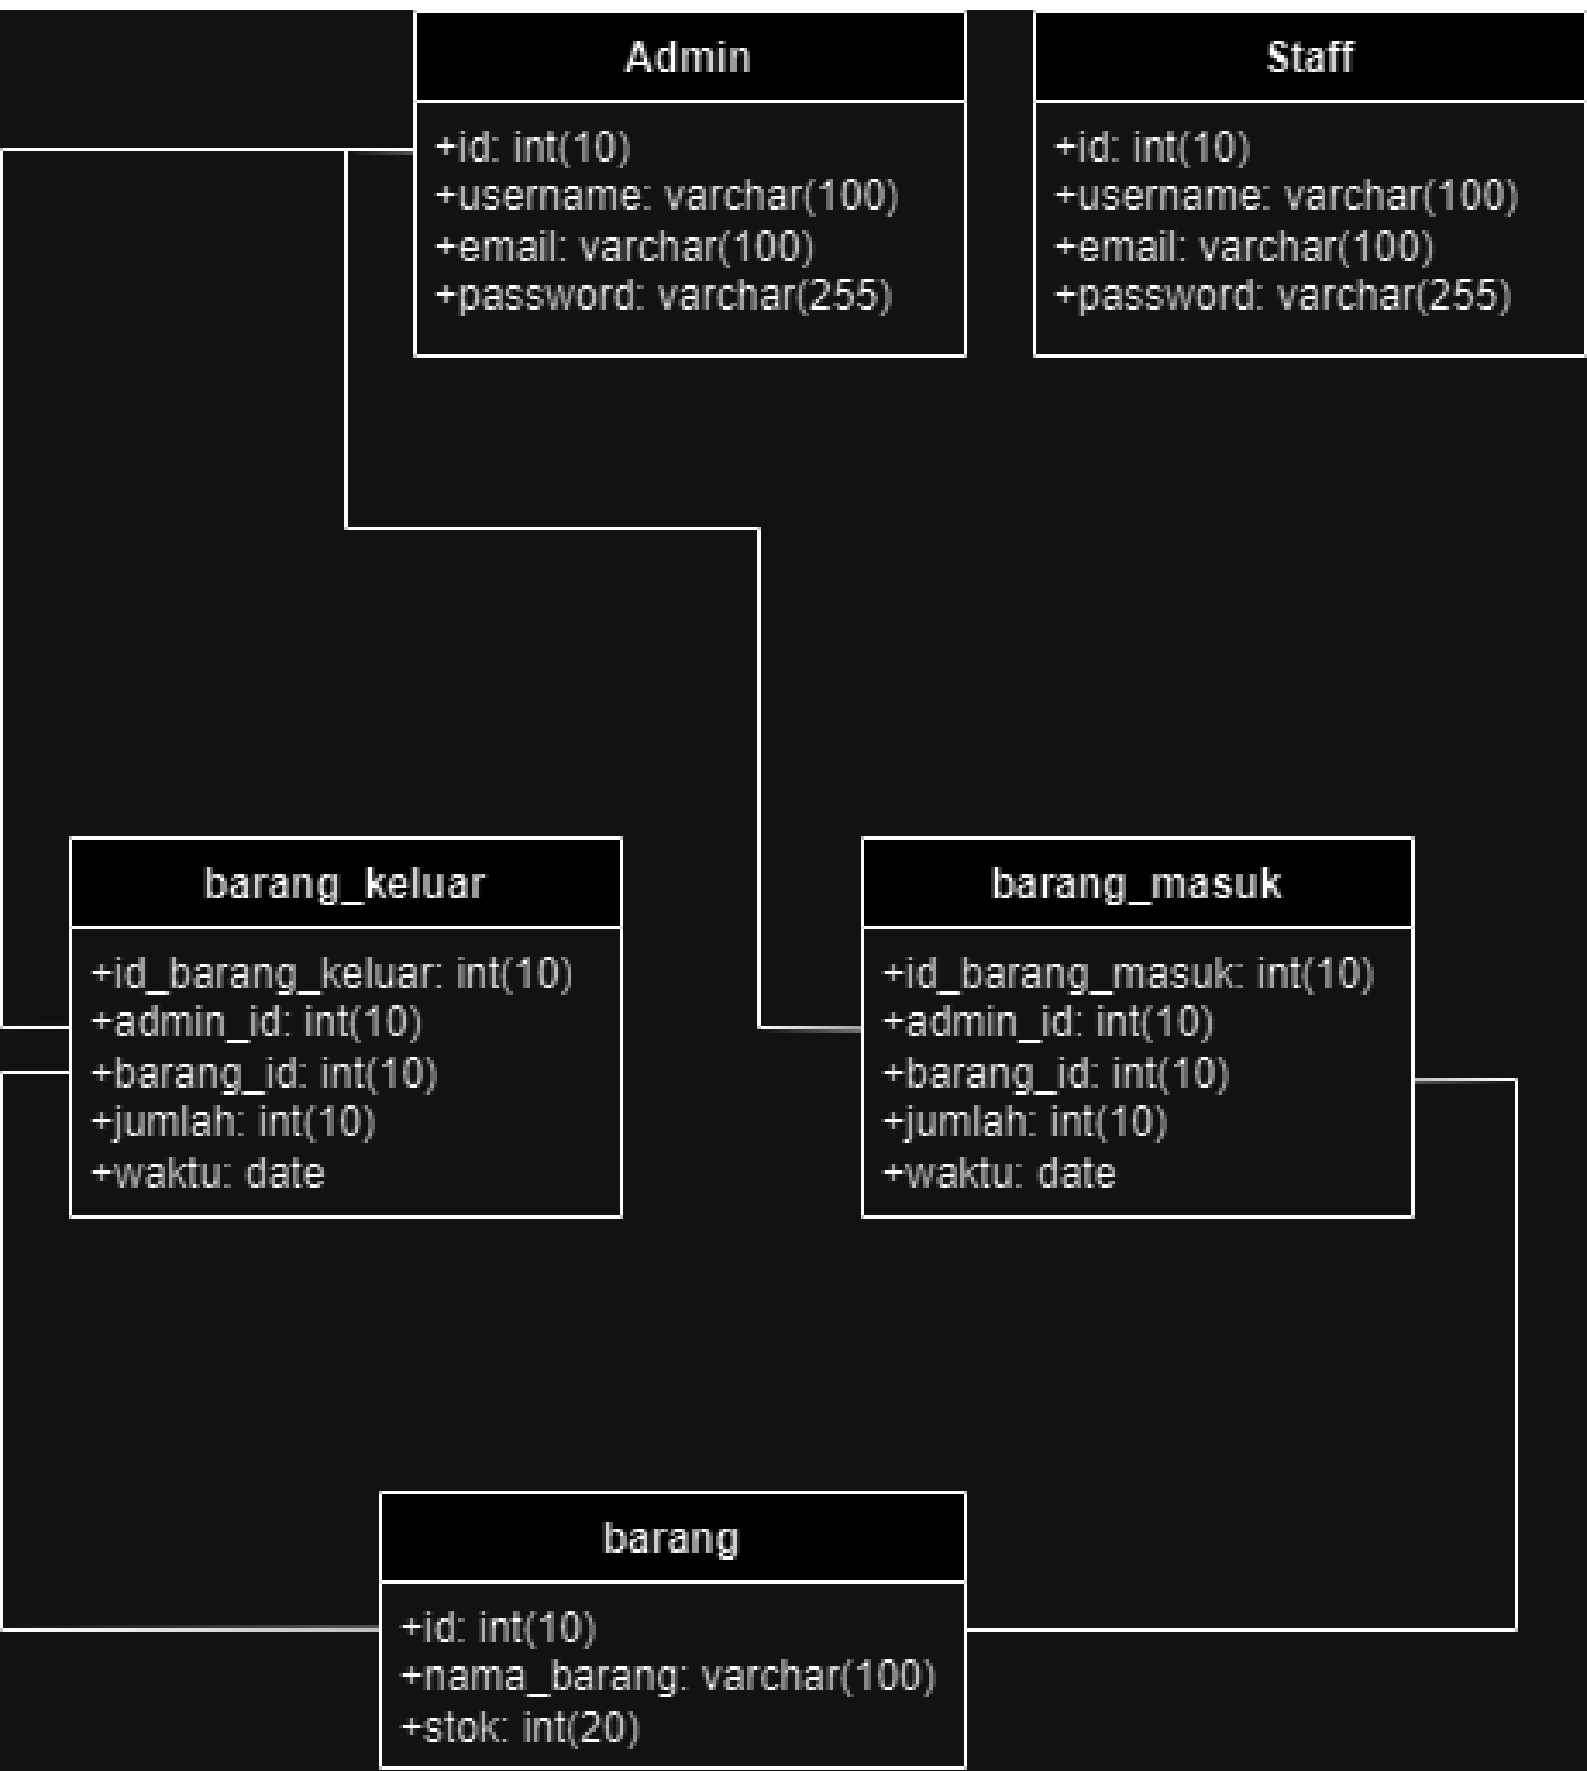 Admin
+id: int(10)
+username: varchar(100)
+email: varchar(100)
+password: varchar(255)
Staff
+id: int(10)
+username: varchar(100)
+email: varchar(100)
+password: varchar(255)
barang_keluar
+id_barang_keluar: int(10)
+admin_id: int(10)
+barang_id: int(10)
+jumlah: int(10)
+waktu: date
barang_masuk
+id_barang_masuk: int(10)
+admin_id: int(10)
+barang_id: int(10)
+jumlah: int(10)
+waktu: date
barang
+id: int(10)
+nama_barang: varchar(100)
+stok: int(20)